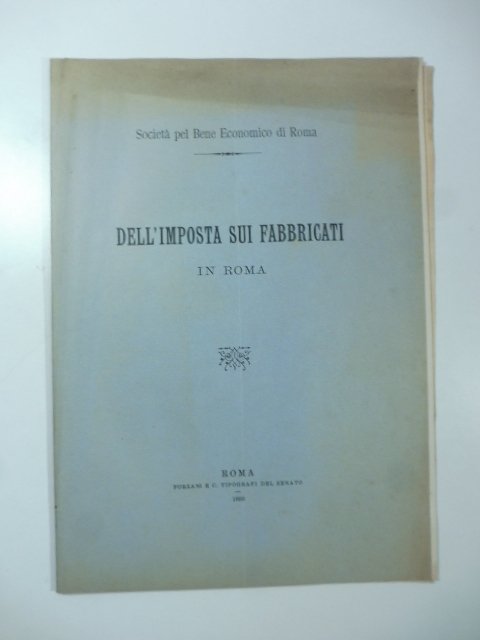 Società pel Bene Economico di Roma
DELL'IMPOSTA SUI FABBRICATI
IN ROMA
ROMA
FORZANI E C. TIPOGRAFI DEL SENATO